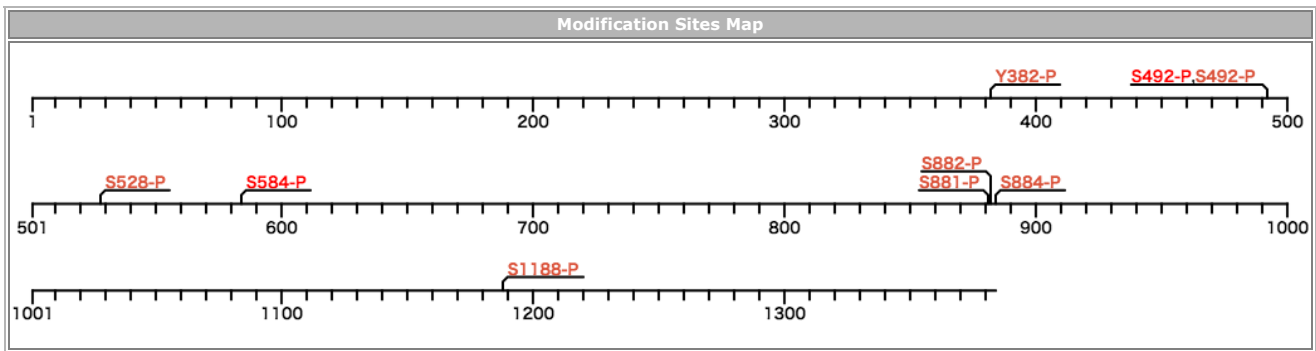 Modification Sites Map
Y382-P S492-P,S492-P
1 100 200 300 400 500
S882-P
S528-P S584-P S881-P S884-P
501 600 700 800 900 1000
S1188-P
1001 1100 1200 1300